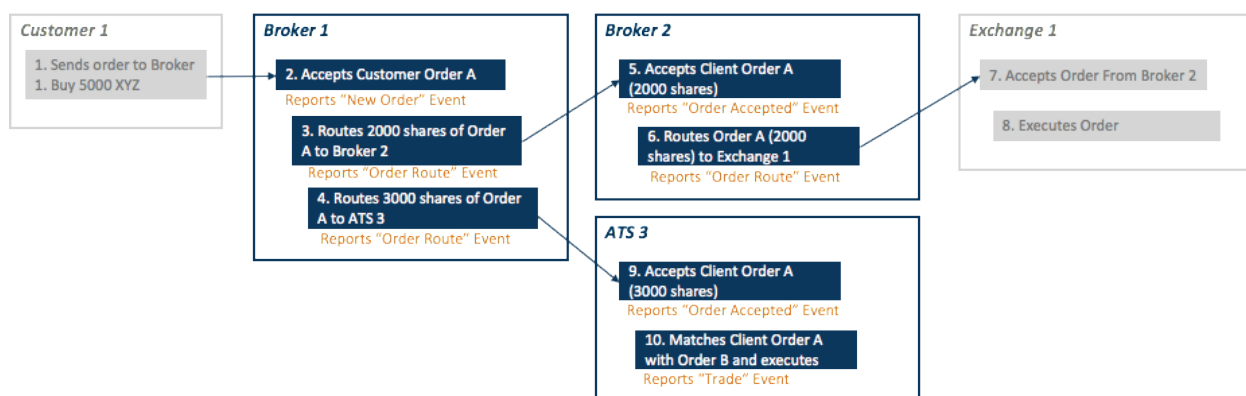 Customer 1
1. Sends order to Broker
1. Buy 5000 XYZ
Broker 1
2. Accepts Customer Order A
Reports "New Order" Event
3. Routes 2000 shares of Order
A to Broker 2
Reports "Order Route" Event
4. Routes 3000 shares of Order
A to ATS 3
Reports "Order Route" Event
Broker 2
5. Accepts Client Order A
(2000 shares)
Reports "Order Accepted" Event
6. Routes Order A (2000
shares) to Exchange 1
Reports "Order Route" Event
Exchange 1
7. Accepts Order From Broker 2
8. Executes Order
ATS 3
9. Accepts Client Order A
(3000 shares)
Reports "Order Accepted" Event
10. Matches Client Order A
with Order B and executes
Reports "Trade" Event